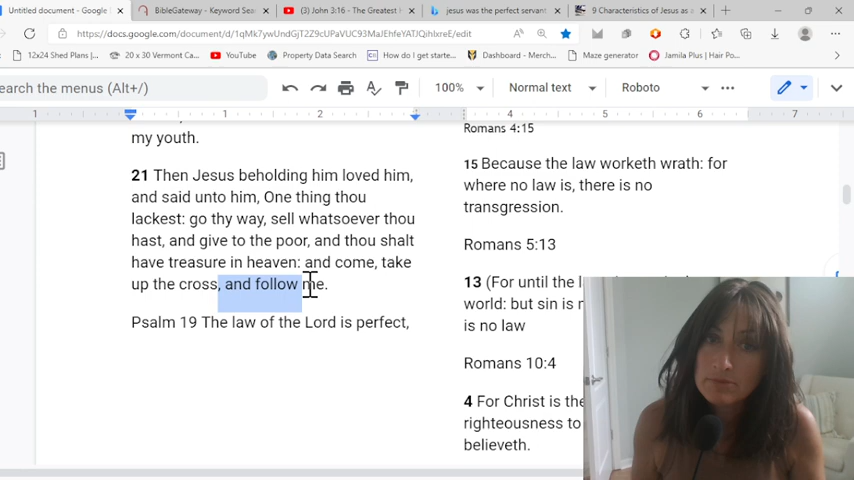 Untitled document - Google
BibleGateway - Keyword Sea
(3) John 3:16 - The Greatest
jesus was the perfect servant
9 Characteristics of Jesus as a
https://docs.google.com/document/d/1qMk7ywUndGjT2Z9cUPaVUC93MaJEhfeYATJQihIxreE/edit
12x24 Shed Plans |...
20 x 30 Vermont Ca...
YouTube
Property Data Search
How do I get starte...
Dashboard - Merch...
Maze generator
Jamila Plus | Hair Po...
earch the menus (Alt+/)
100%
Normal text
Roboto
1 1 2 4 5 6 7
my youth.
21 Then Jesus beholding him loved him,
and said unto him, One thing thou
lackest: go thy way, sell whatsoever thou
hast, and give to the poor, and thou shalt
have treasure in heaven: and come, take
up the cross, and follow me.
Psalm 19 The law of the Lord is perfect,
Romans 4:15
15 Because the law worketh wrath: for
where no law is, there is no
transgression.
Romans 5:13
13 (For until the
world: but sin is
is no law
Romans 10:4
4 For Christ is the
righteousness to
believeth.